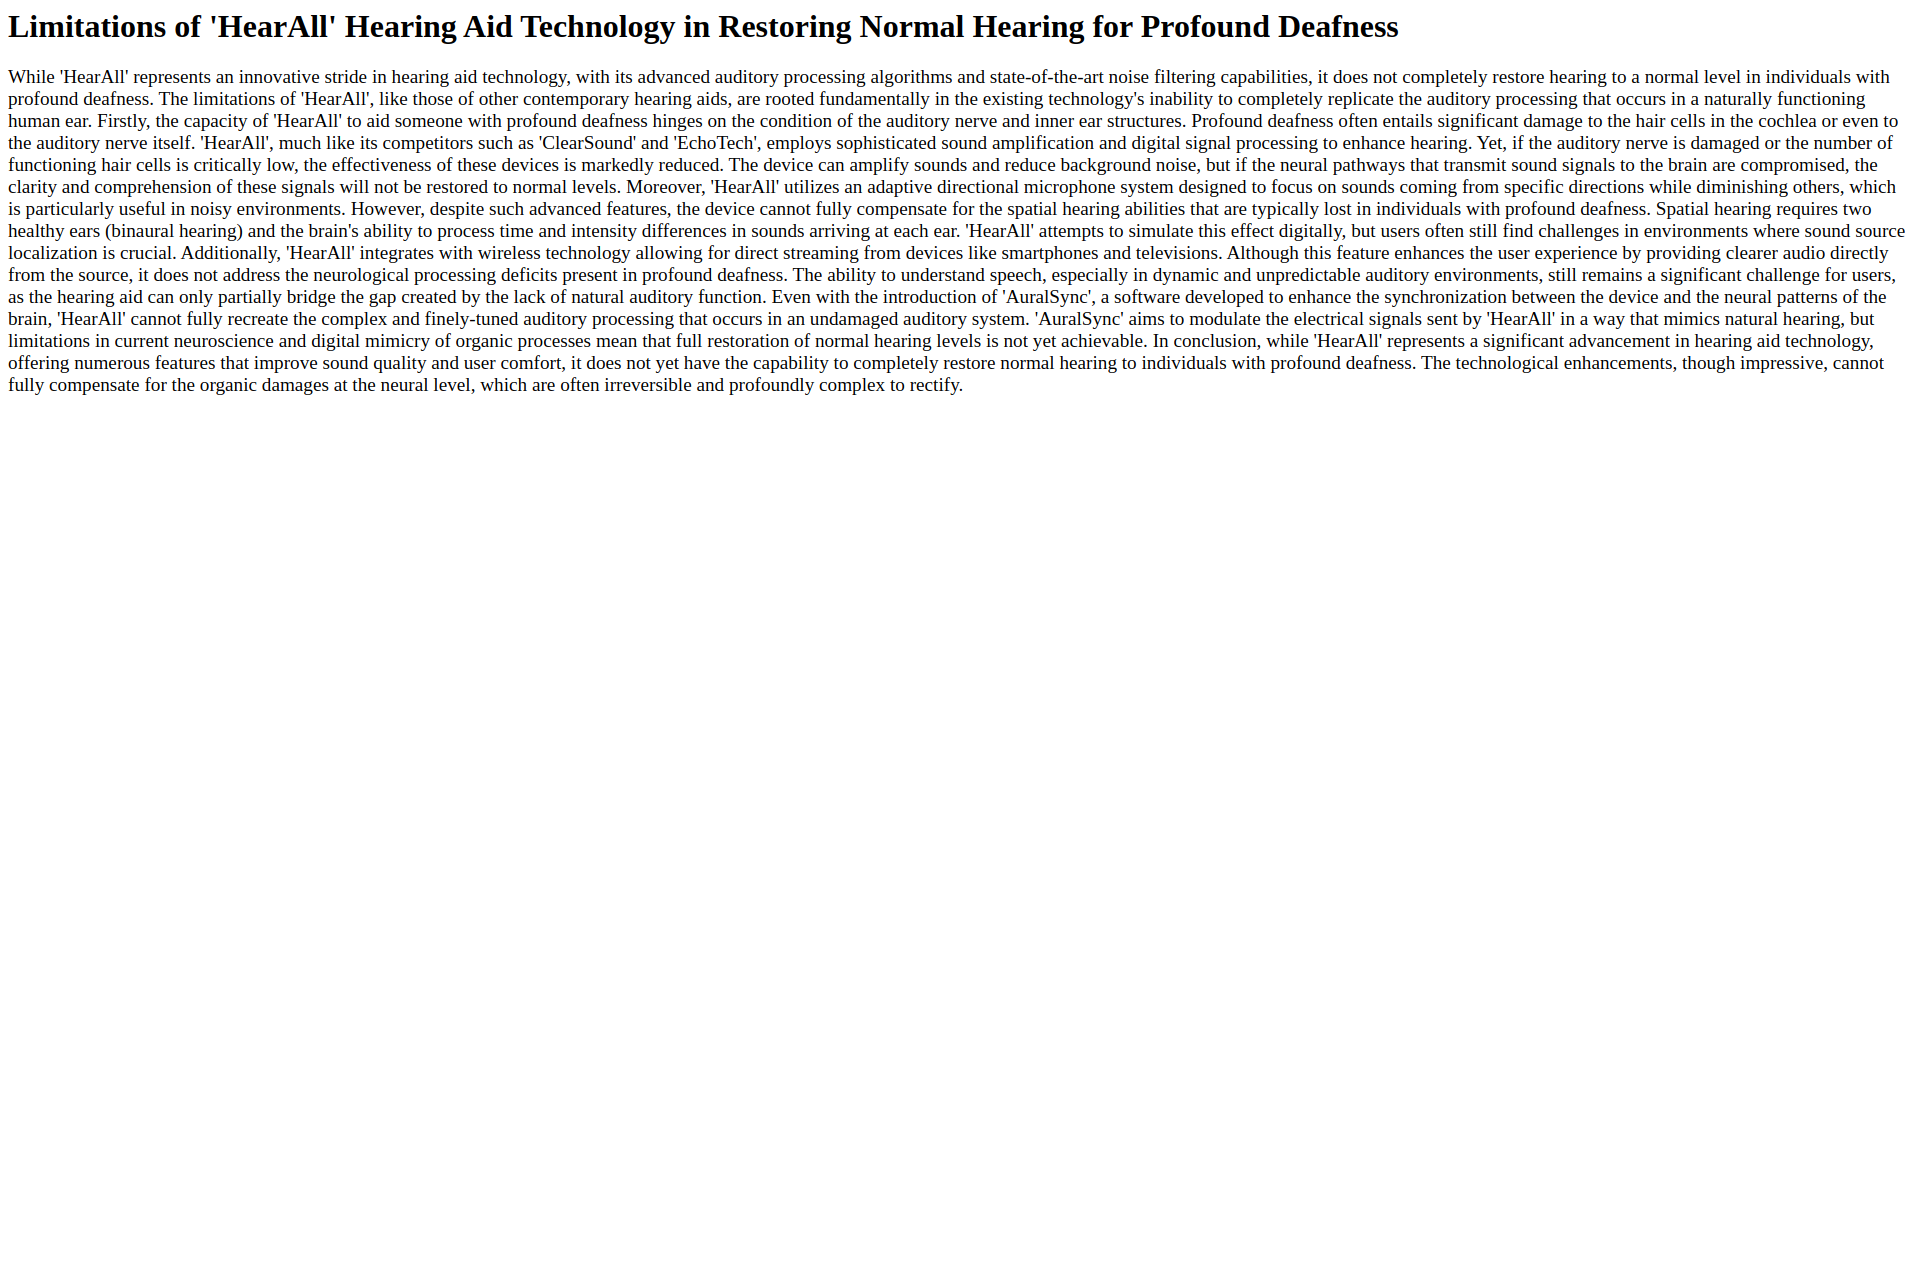 Limitations of 'HearAll' Hearing Aid Technology in Restoring Normal Hearing for Profound Deafness
While 'HearAll' represents an innovative stride in hearing aid technology, with its advanced auditory processing algorithms and state-of-the-art noise filtering capabilities, it does not completely restore hearing to a normal level in individuals with
profound deafness. The limitations of 'HearAll', like those of other contemporary hearing aids, are rooted fundamentally in the existing technology's inability to completely replicate the auditory processing that occurs in a naturally functioning
human ear. Firstly, the capacity of 'HearAll' to aid someone with profound deafness hinges on the condition of the auditory nerve and inner ear structures. Profound deafness often entails significant damage to the hair cells in the cochlea or even to
the auditory nerve itself. 'HearAll', much like its competitors such as 'ClearSound' and 'EchoTech', employs sophisticated sound amplification and digital signal processing to enhance hearing. Yet, if the auditory nerve is damaged or the number of
functioning hair cells is critically low, the effectiveness of these devices is markedly reduced. The device can amplify sounds and reduce background noise, but if the neural pathways that transmit sound signals to the brain are compromised, the
clarity and comprehension of these signals will not be restored to normal levels. Moreover, 'HearAll' utilizes an adaptive directional microphone system designed to focus on sounds coming from specific directions while diminishing others, which
is particularly useful in noisy environments. However, despite such advanced features, the device cannot fully compensate for the spatial hearing abilities that are typically lost in individuals with profound deafness. Spatial hearing requires two
healthy ears (binaural hearing) and the brain's ability to process time and intensity differences in sounds arriving at each ear. 'HearAll' attempts to simulate this effect digitally, but users often still find challenges in environments where sound source
localization is crucial. Additionally, 'HearAll' integrates with wireless technology allowing for direct streaming from devices like smartphones and televisions. Although this feature enhances the user experience by providing clearer audio directly
from the source, it does not address the neurological processing deficits present in profound deafness. The ability to understand speech, especially in dynamic and unpredictable auditory environments, still remains a significant challenge for users,
as the hearing aid can only partially bridge the gap created by the lack of natural auditory function. Even with the introduction of 'AuralSync', a software developed to enhance the synchronization between the device and the neural patterns of the
brain, 'HearAll' cannot fully recreate the complex and finely-tuned auditory processing that occurs in an undamaged auditory system. 'AuralSync' aims to modulate the electrical signals sent by 'HearAll' in a way that mimics natural hearing, but
limitations in current neuroscience and digital mimicry of organic processes mean that full restoration of normal hearing levels is not yet achievable. In conclusion, while 'HearAll' represents a significant advancement in hearing aid technology,
offering numerous features that improve sound quality and user comfort, it does not yet have the capability to completely restore normal hearing to individuals with profound deafness. The technological enhancements, though impressive, cannot
fully compensate for the organic damages at the neural level, which are often irreversible and profoundly complex to rectify.